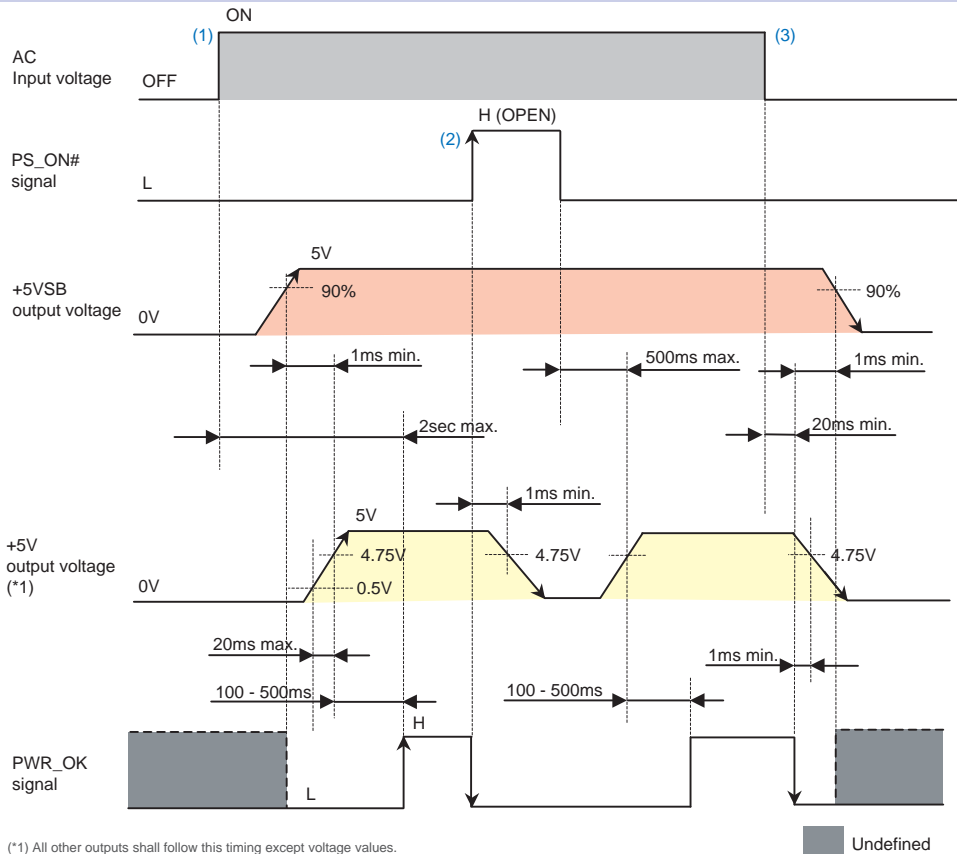 ON
(1)
(3)
AC
Input voltage
OFF
H (OPEN)
(2)
PS_ON#
signal
L
5V
+5VSB
output voltage
90%
90%
0V
1ms min.
500ms max.
1ms min.
2sec max.
20ms min.
1ms min.
5V
+5V
output voltage
(*1)
4.75V
4.75V
4.75V
0.5V
0V
20ms max.
1ms min.
100 - 500ms
100 - 500ms
H
PWR_OK
signal
L
(*1) All other outputs shall follow this timing except voltage values.
Undefined